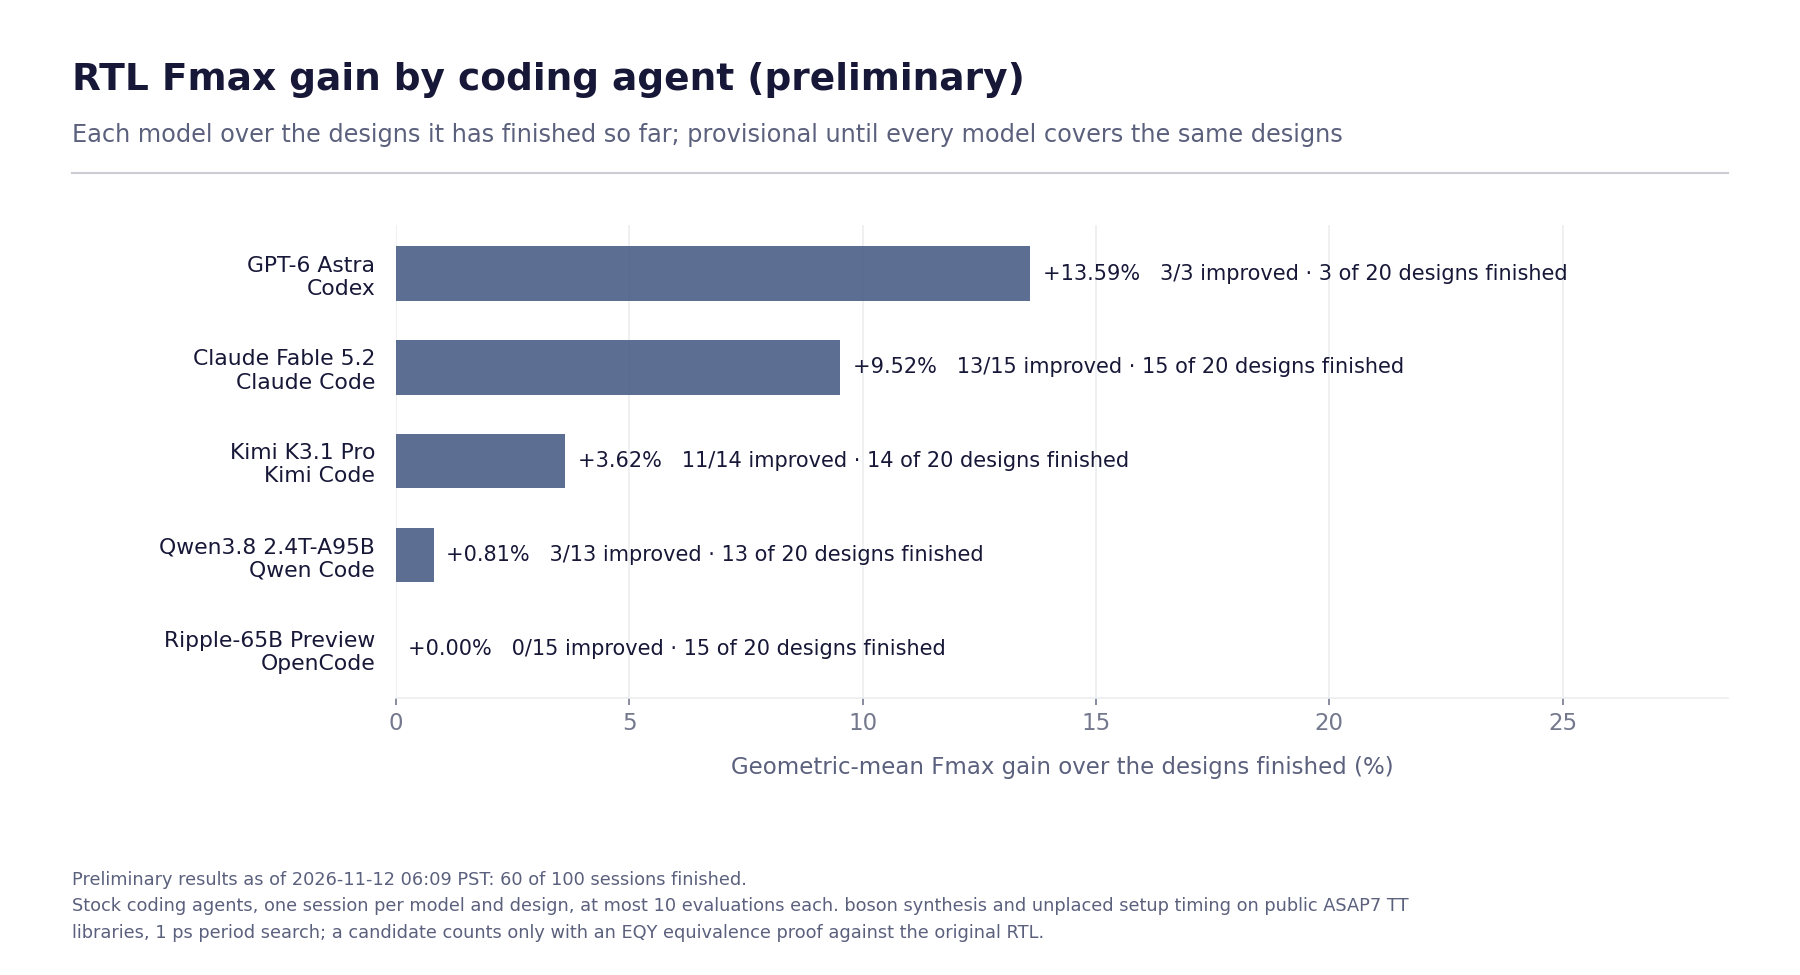 RTL Fmax gain by coding agent (preliminary)
Each model over the designs it has finished so far; provisional until every model covers the same designs
GPT-6 Astra
Codex
+13.59% 3/3 improved · 3 of 20 designs finished
Claude Fable 5.2
Claude Code
+9.52% 13/15 improved · 15 of 20 designs finished
Kimi K3.1 Pro
Kimi Code
+3.62% 11/14 improved · 14 of 20 designs finished
Qwen3.8 2.4T-A95B
Qwen Code
+0.81% 3/13 improved · 13 of 20 designs finished
Ripple-65B Preview
OpenCode
+0.00% 0/15 improved · 15 of 20 designs finished
0 5 10 15 20 25
Geometric-mean Fmax gain over the designs finished (%)
Preliminary results as of 2026-11-12 06:09 PST: 60 of 100 sessions finished.
Stock coding agents, one session per model and design, at most 10 evaluations each. boson synthesis and unplaced setup timing on public ASAP7 TT
libraries, 1 ps period search; a candidate counts only with an EQY equivalence proof against the original RTL.